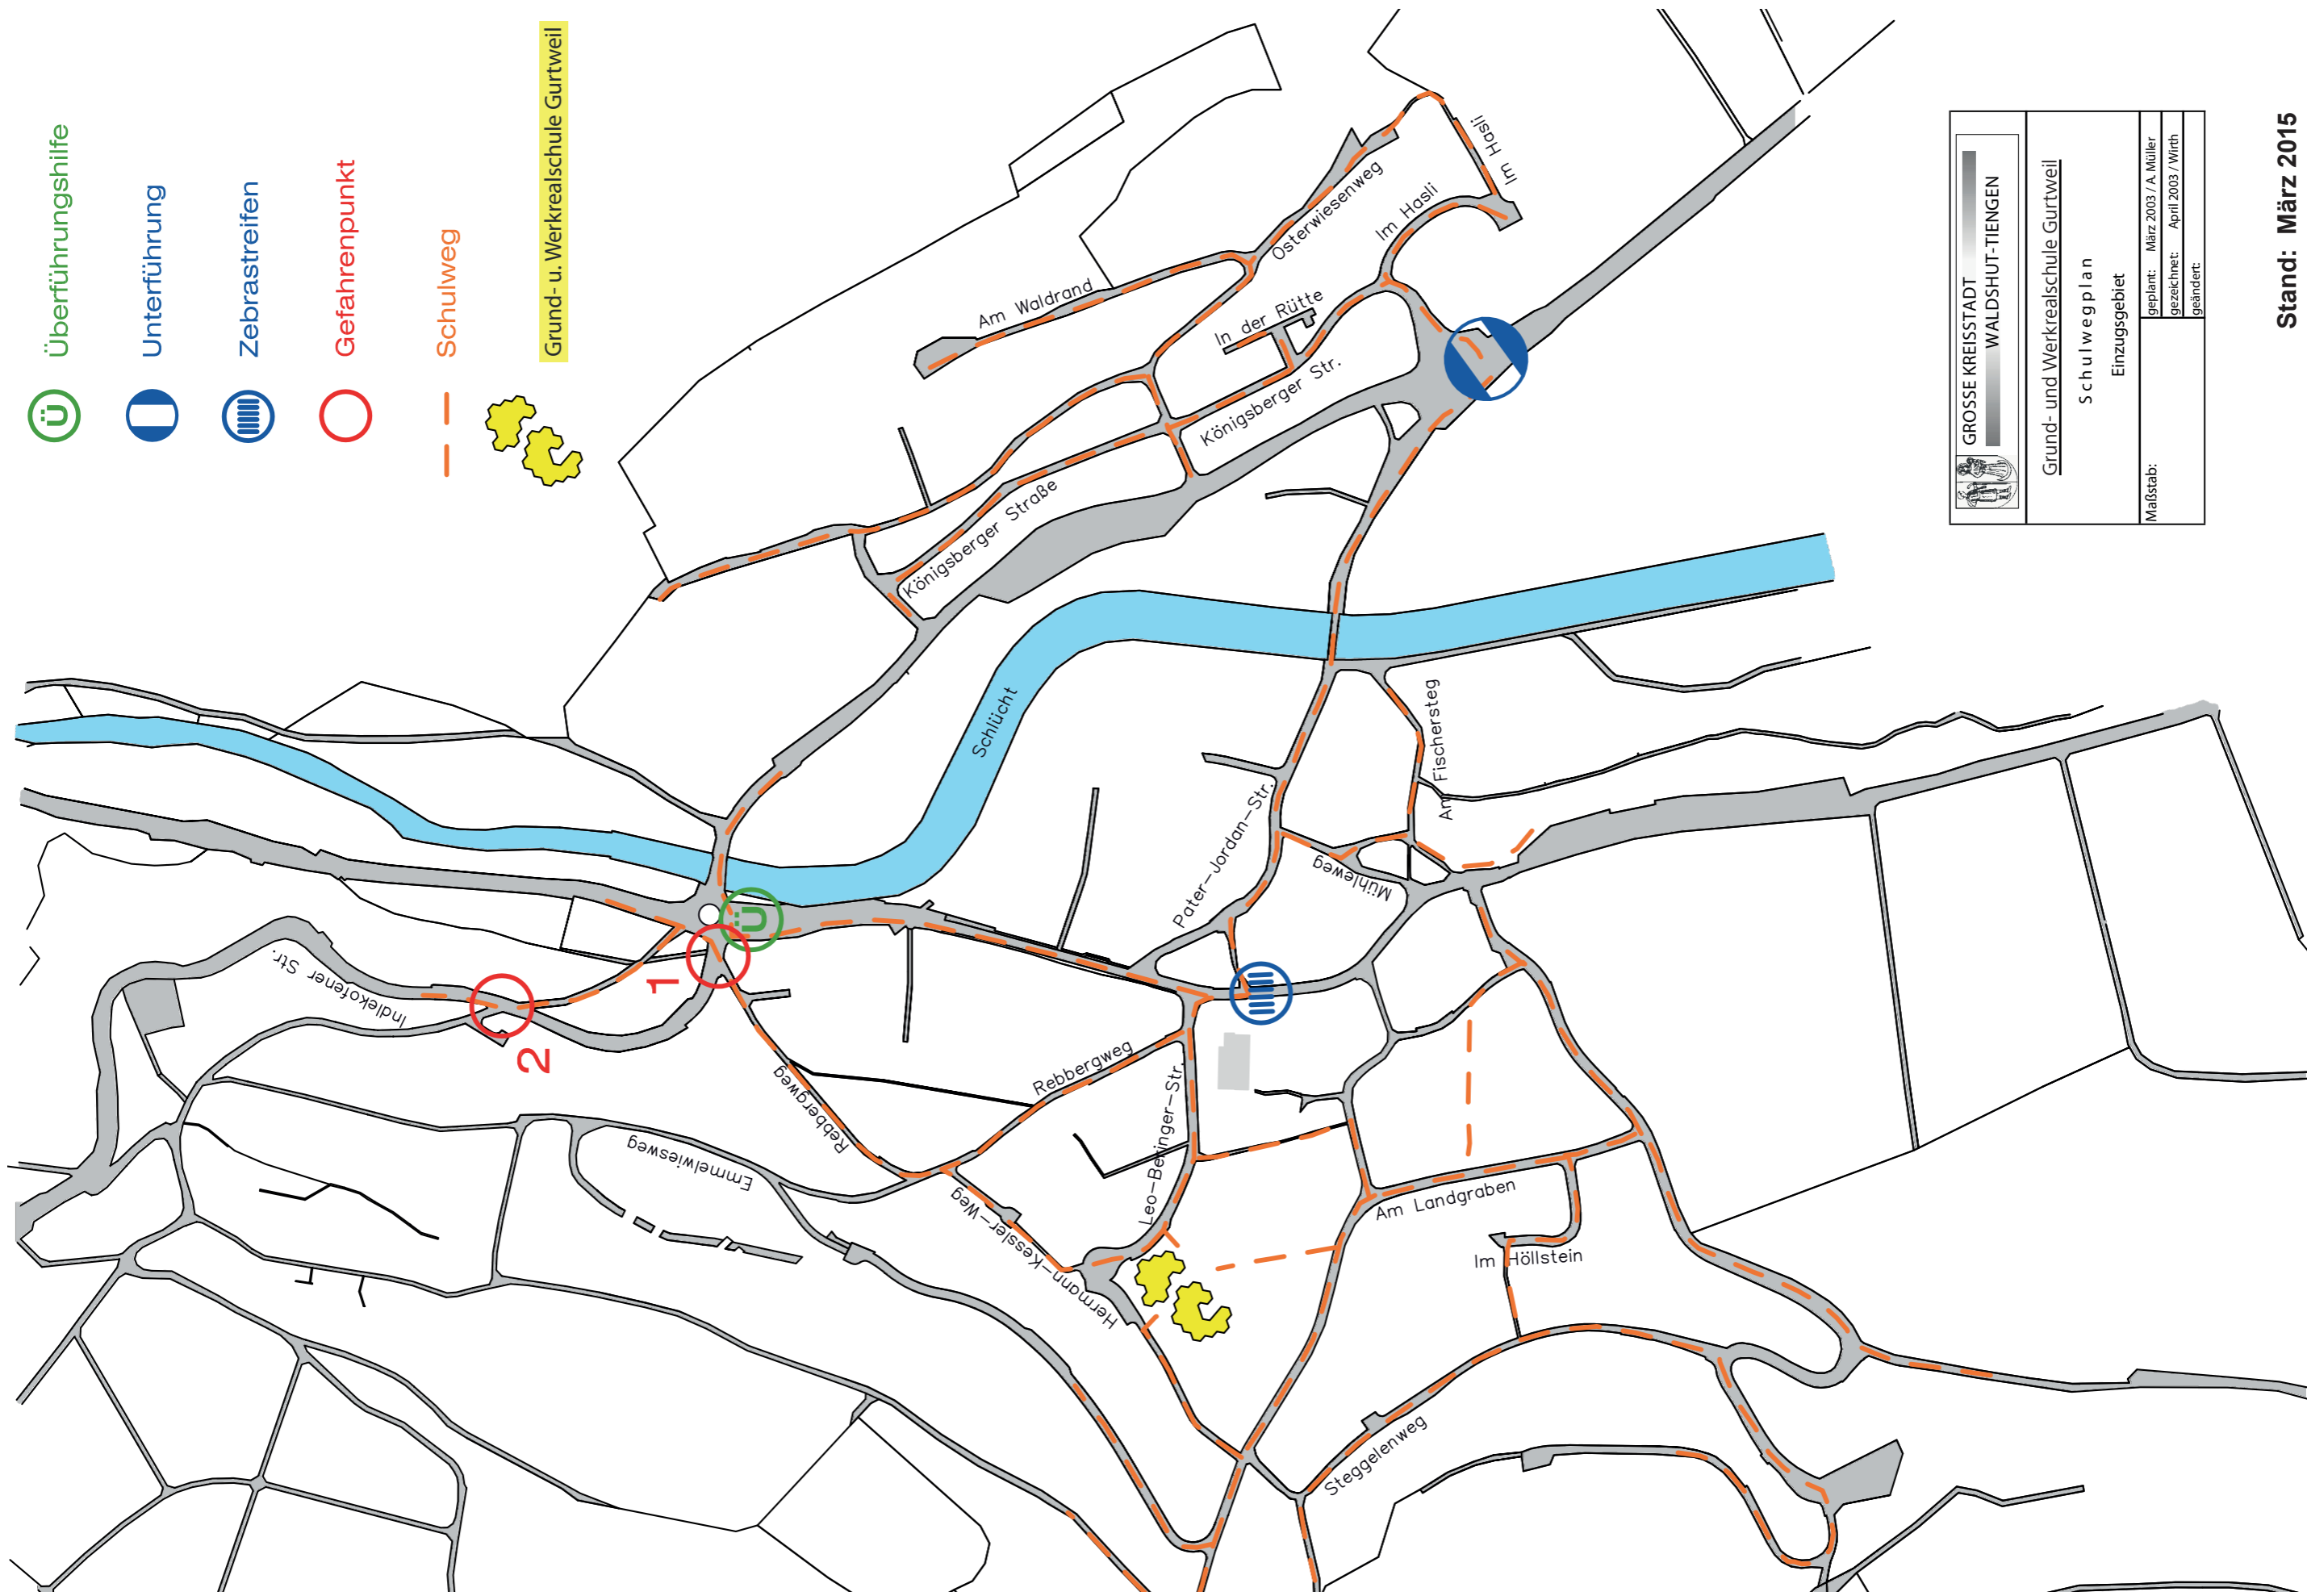 Überführungshilfe
Unterführung
Zebrastreifen
Gefahrenpunkt
Schulweg
Grund- u. Werkrealschule Gurtweil
Ü
Ü
1
2
Am Waldrand
Osterwiesenweg
Im Hasli
Im Hasli
In der Rütte
Königsberger Str.
Königsberger Straße
Schlücht
Indlekofener Str.
Pater-Jordan-Str.
Am Fischersteg
Mühleweg
Rebbergweg
Rebbergweg
Emmelwiesweg
Leo-Beringer-Str.
Hermann-Kessler-Weg
Am Landgraben
Im Höllstein
Steggelenweg
GROSSE KREISSTADT
WALDSHUT-TIENGEN
Grund- und Werkrealschule Gurtweil
Schulwegplan
Einzugsgebiet
Maßstab:
geplant: März 2003 / A. Müller
gezeichnet: April 2003 / Wirth
geändert:
Stand: März 2015